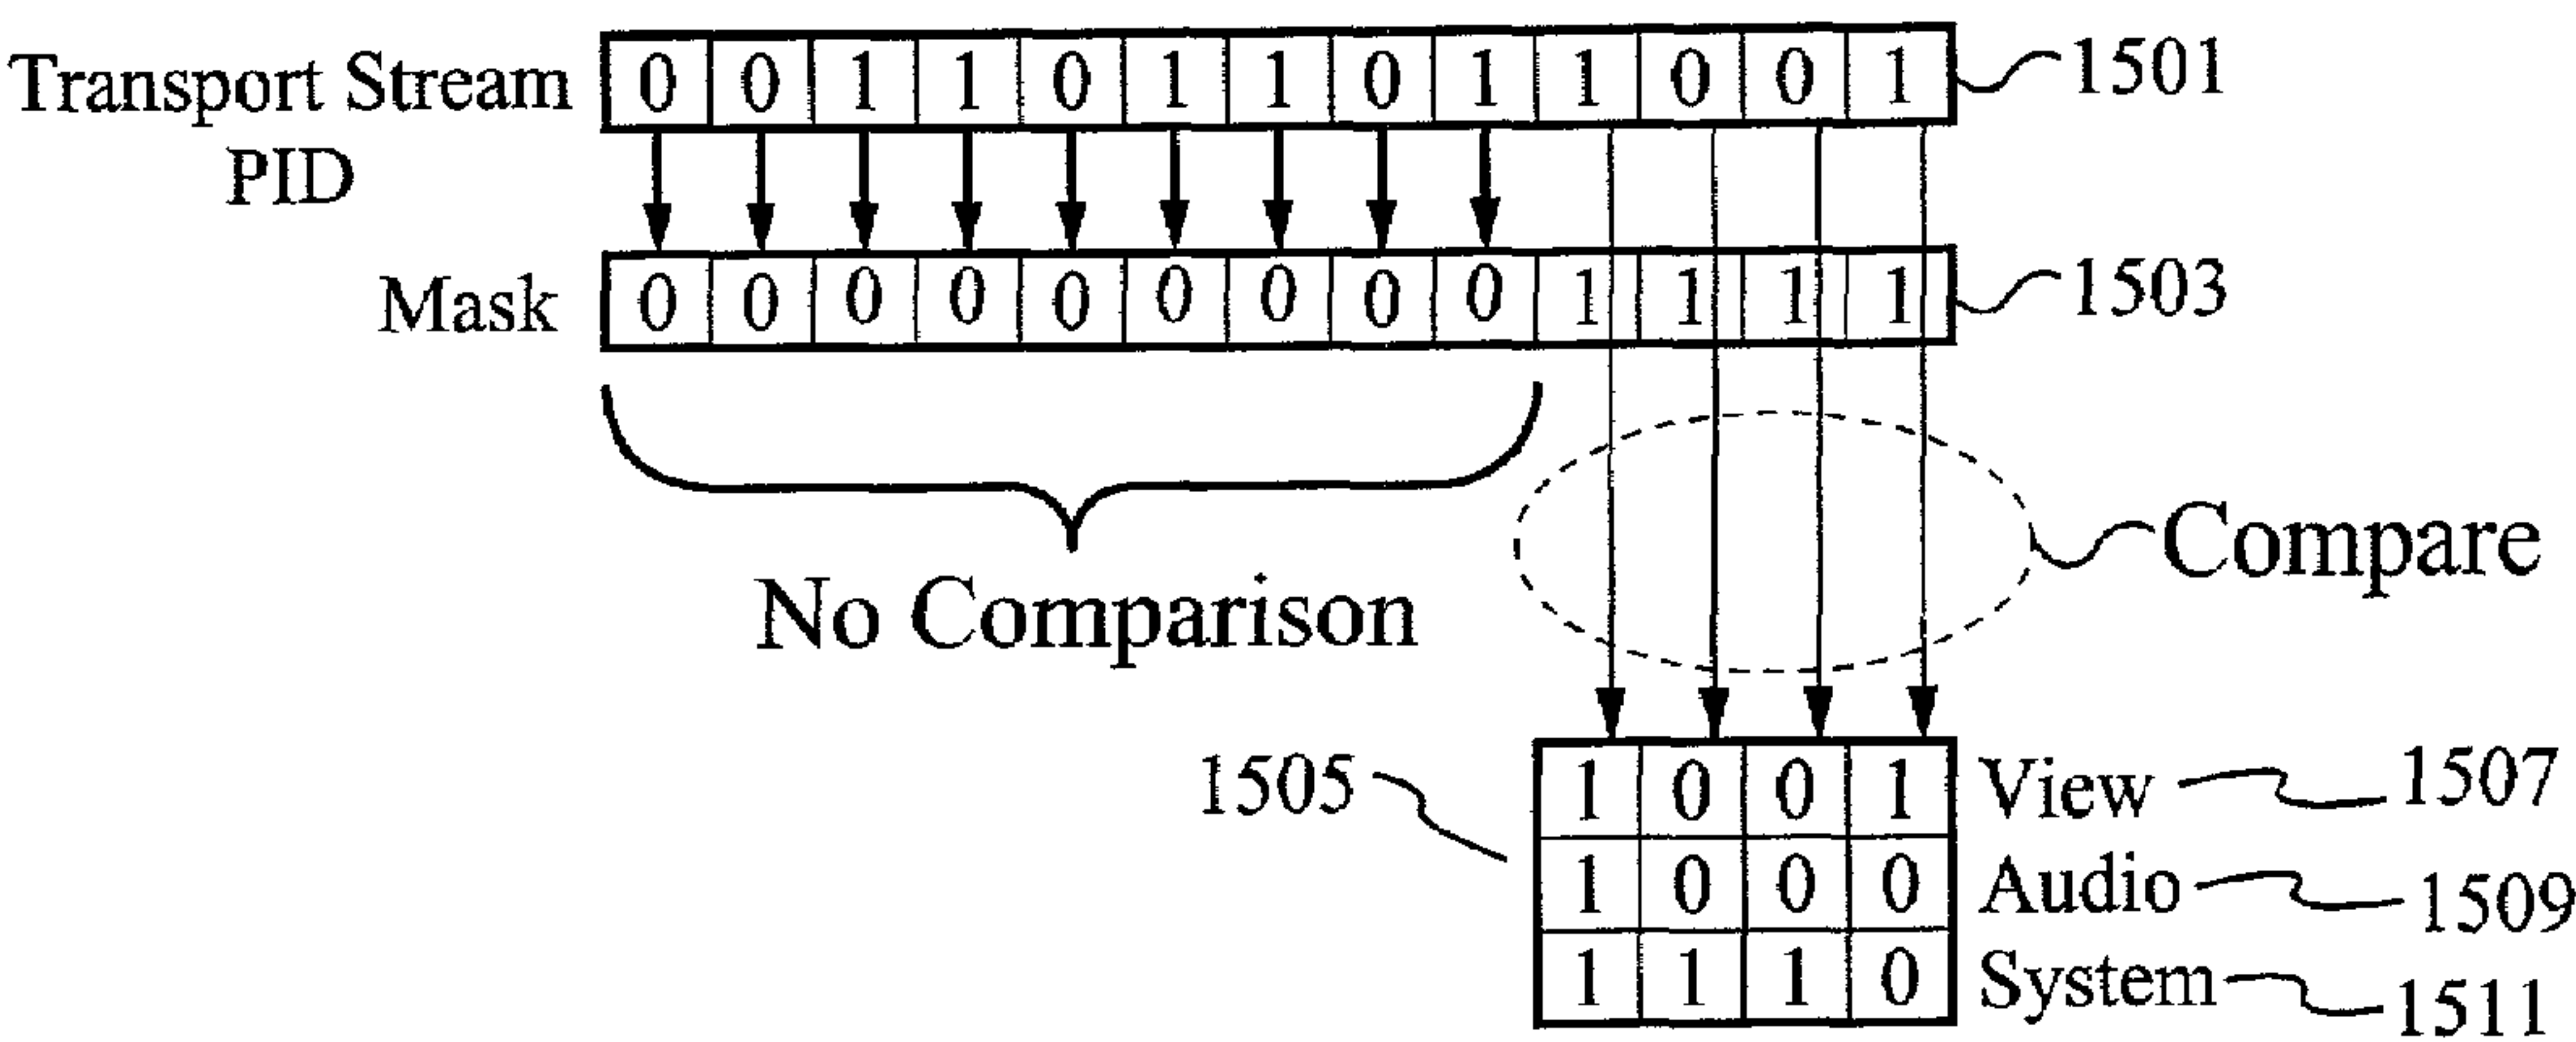 Transport Stream PID 0 0 1 1 0 1 1 0 1 1 0 0 1 1501
Mask 0 0 0 0 0 0 0 0 0 1 1 1 1 1503
No Comparison
Compare
1505
1 0 0 1 View 1507
1 0 0 0 Audio 1509
1 1 1 0 System 1511